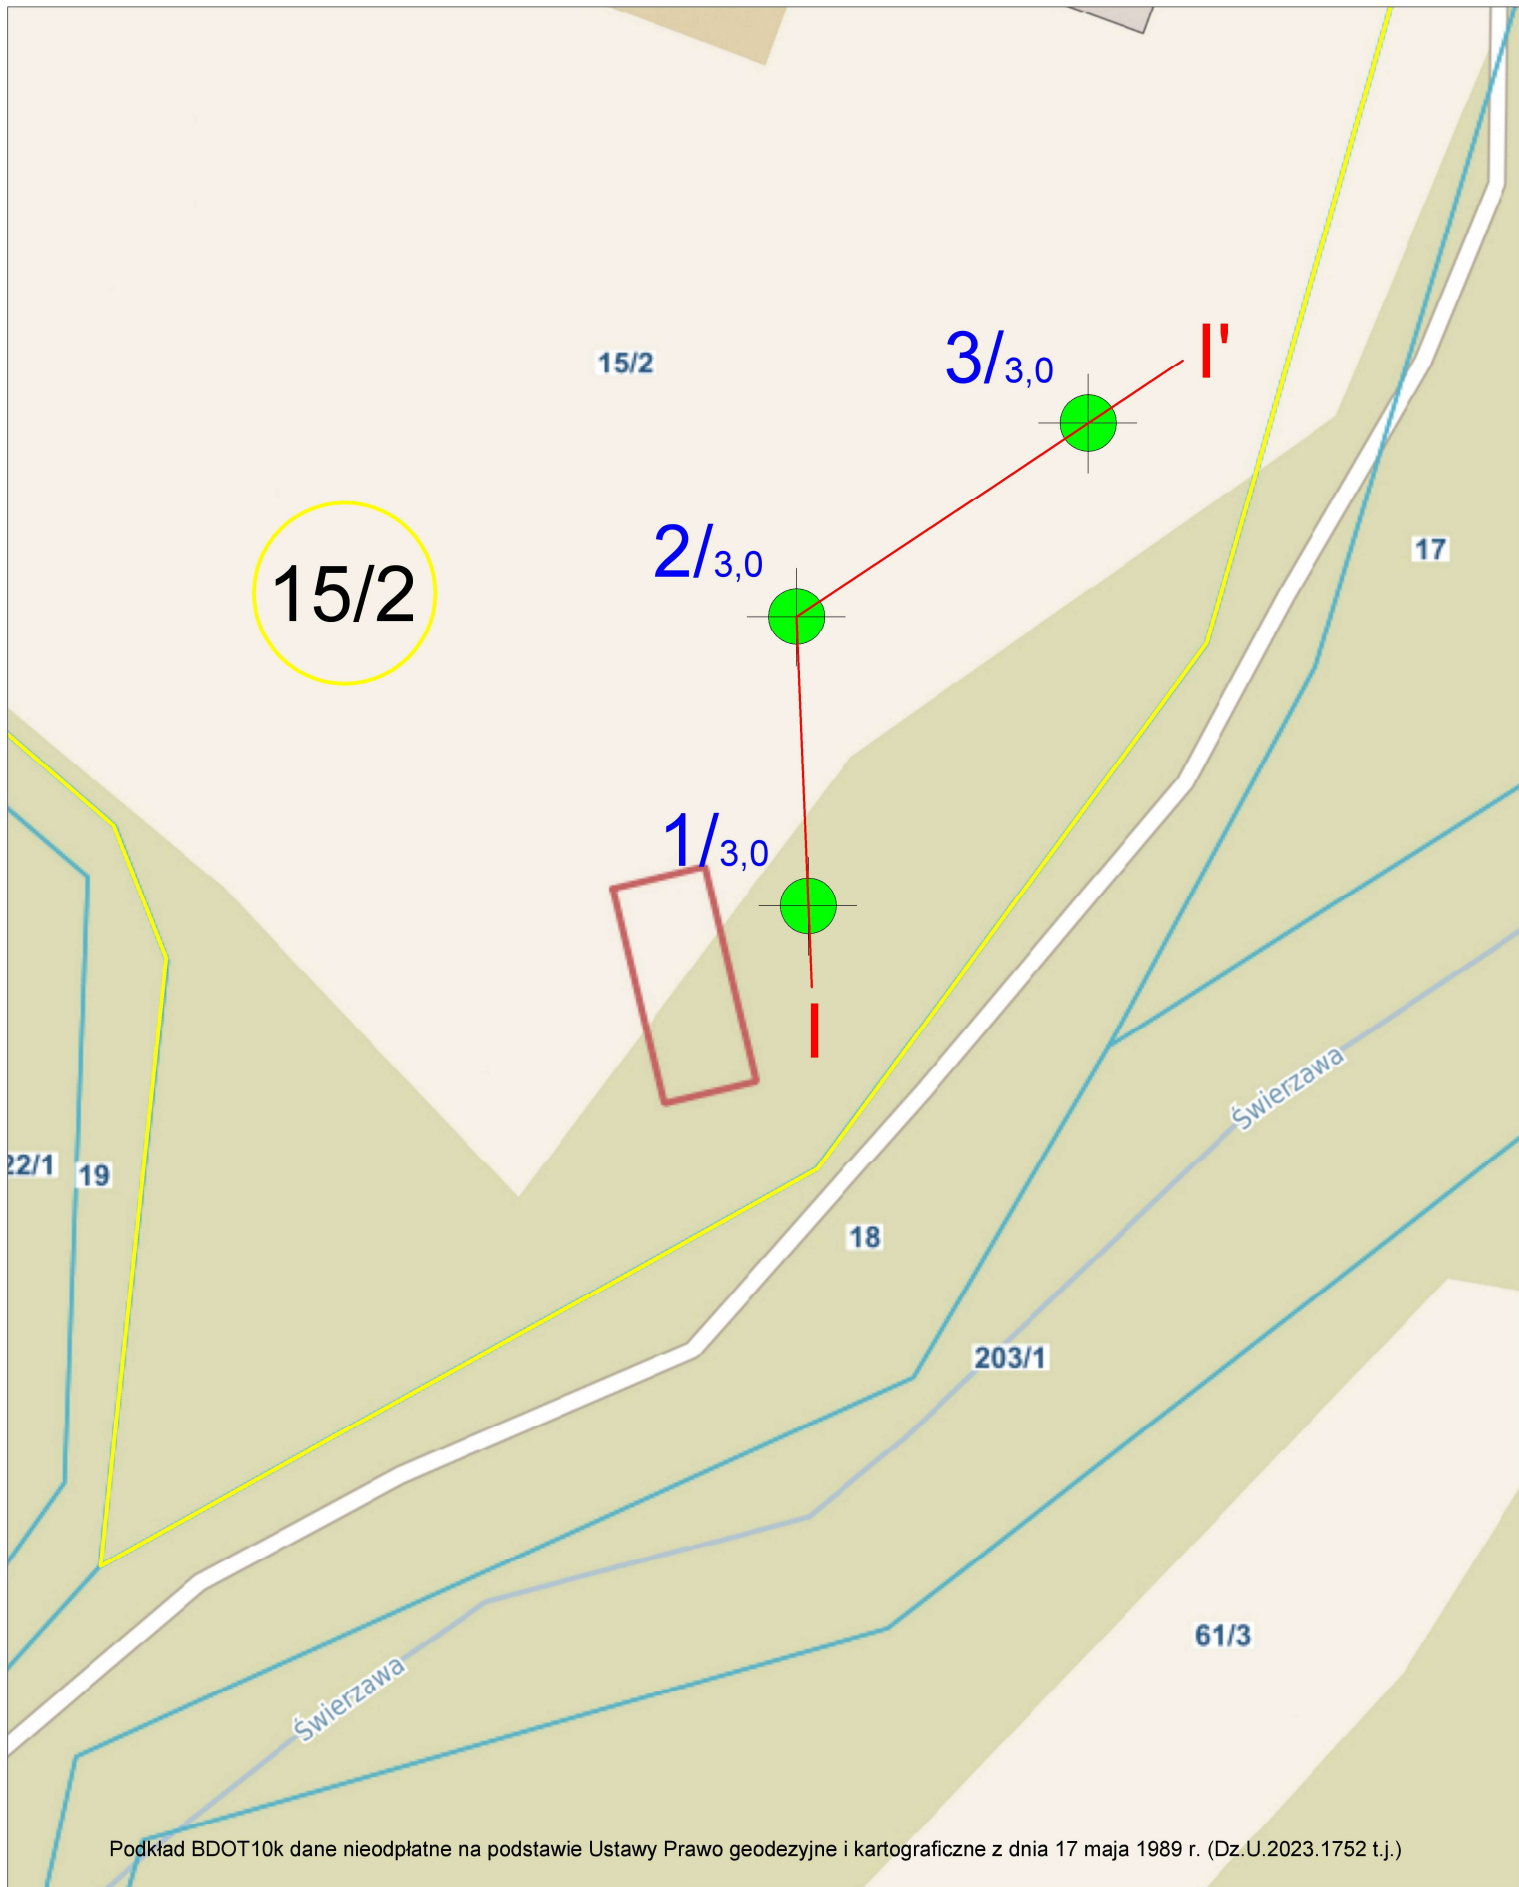 I'
3/3,0
15/2
2/3,0
17
15/2
1/3,0
I
Świerzawa
22/1
19
18
203/1
61/3
Świerzawa
Podkład BDOT10k dane nieodpłatne na podstawie Ustawy Prawo geodezyjne i kartograficzne z dnia 17 maja 1989 r. (Dz.U.2023.1752 t.j.)